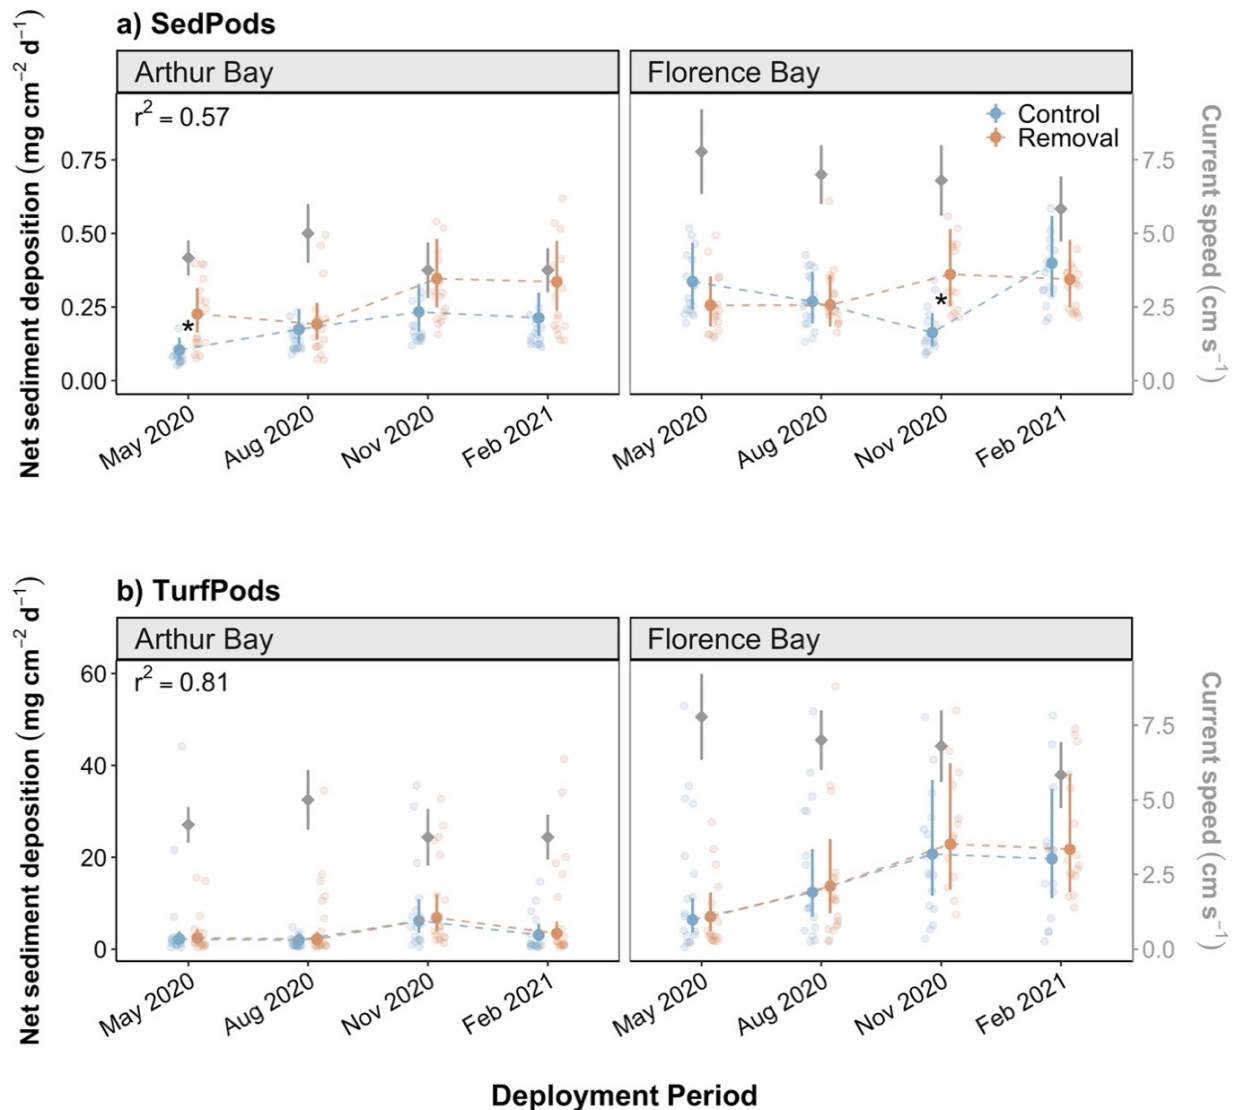 a) SedPods
Arthur Bay
Florence Bay
r² = 0.57
Control
Removal
Net sediment deposition (mg cm⁻² d⁻¹)
0.75
0.50
0.25
0.00
*
*
7.5
5.0
2.5
0.0
Current speed (cm s⁻¹)
May 2020
Aug 2020
Nov 2020
Feb 2021
May 2020
Aug 2020
Nov 2020
Feb 2021
b) TurfPods
Arthur Bay
Florence Bay
r² = 0.81
Net sediment deposition (mg cm⁻² d⁻¹)
60
40
20
0
7.5
5.0
2.5
0.0
Current speed (cm s⁻¹)
May 2020
Aug 2020
Nov 2020
Feb 2021
May 2020
Aug 2020
Nov 2020
Feb 2021
Deployment Period